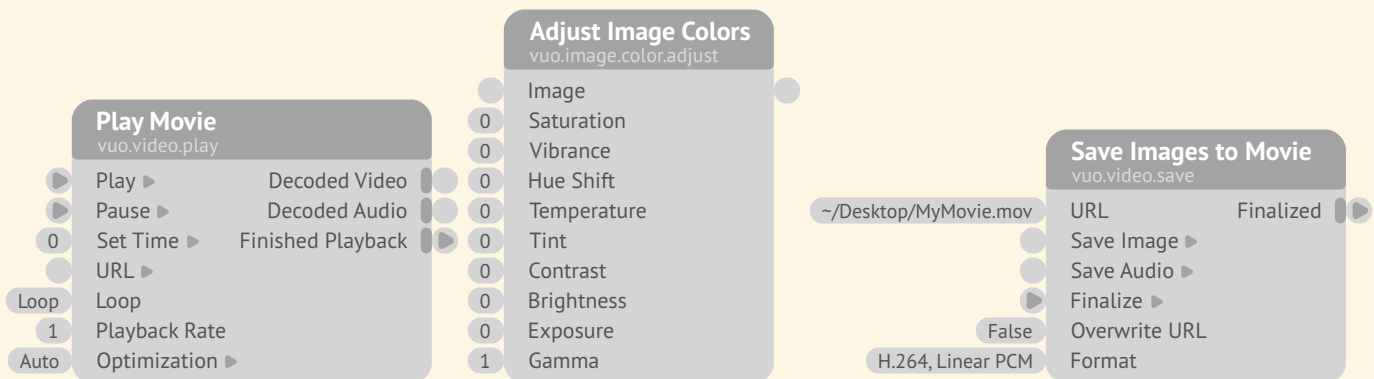 Play Movie
vuo.video.play
Play
Decoded Video
Pause
Decoded Audio
0
Set Time
Finished Playback
URL
Loop
Loop
1
Playback Rate
Auto
Optimization
Adjust Image Colors
vuo.image.color.adjust
Image
0
Saturation
0
Vibrance
0
Hue Shift
0
Temperature
0
Tint
0
Contrast
0
Brightness
0
Exposure
1
Gamma
Save Images to Movie
vuo.video.save
~/Desktop/MyMovie.mov
URL
Finalized
Save Image
Save Audio
Finalize
False
Overwrite URL
H.264, Linear PCM
Format